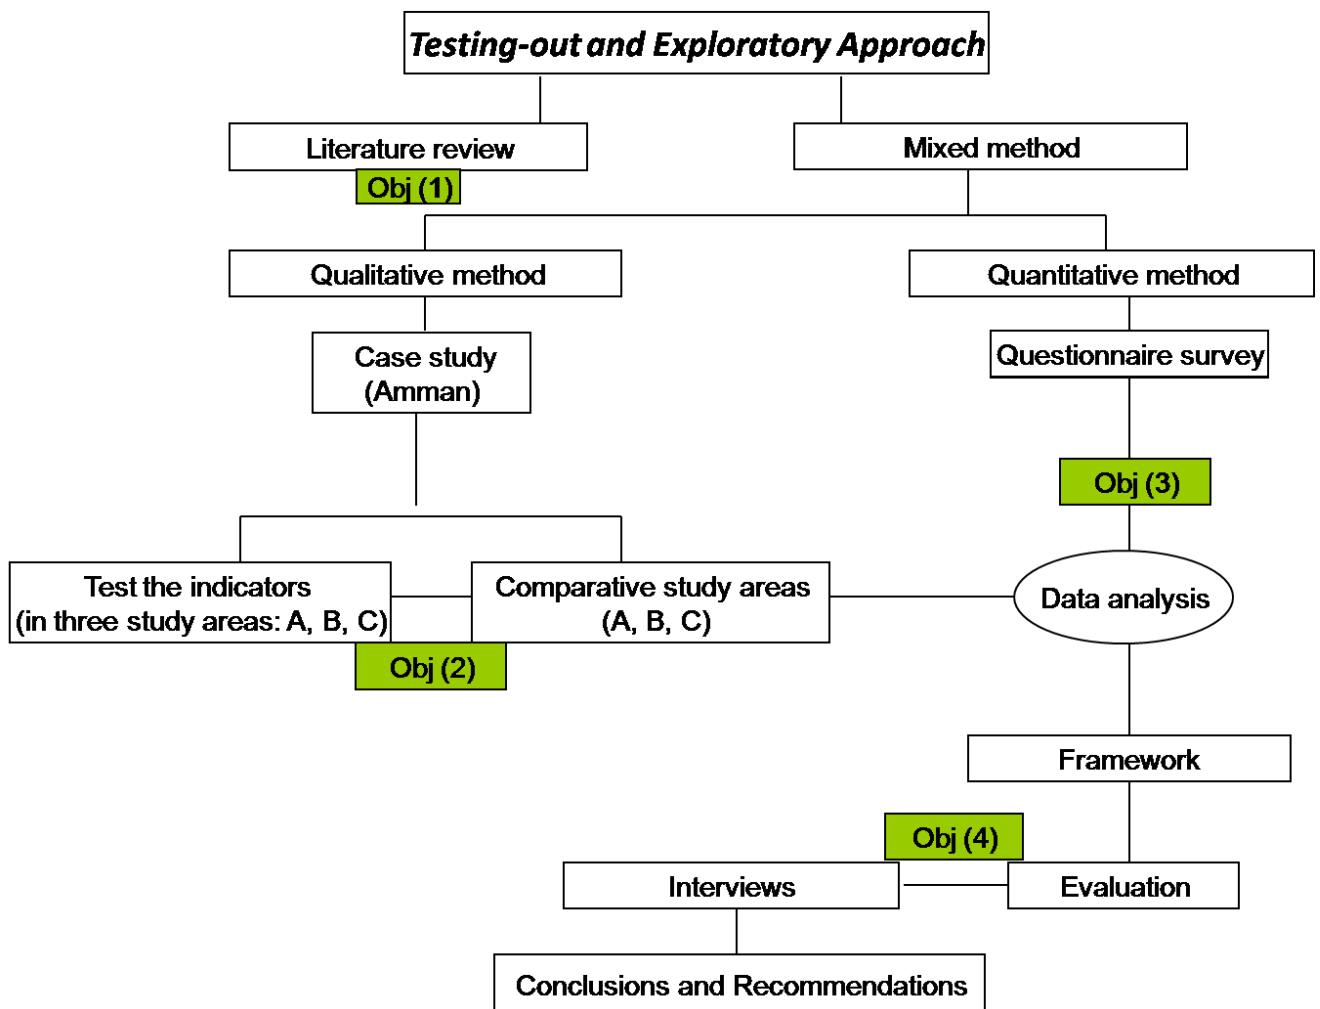 Testing-out and Exploratory Approach
Literature review
Mixed method
Obj (1)
Qualitative method
Quantitative method
Case study
(Amman)
Questionnaire survey
Obj (3)
Test the indicators
(in three study areas: A, B, C)
Comparative study areas
(A, B, C)
Data analysis
Obj (2)
Framework
Obj (4)
Interviews
Evaluation
Conclusions and Recommendations